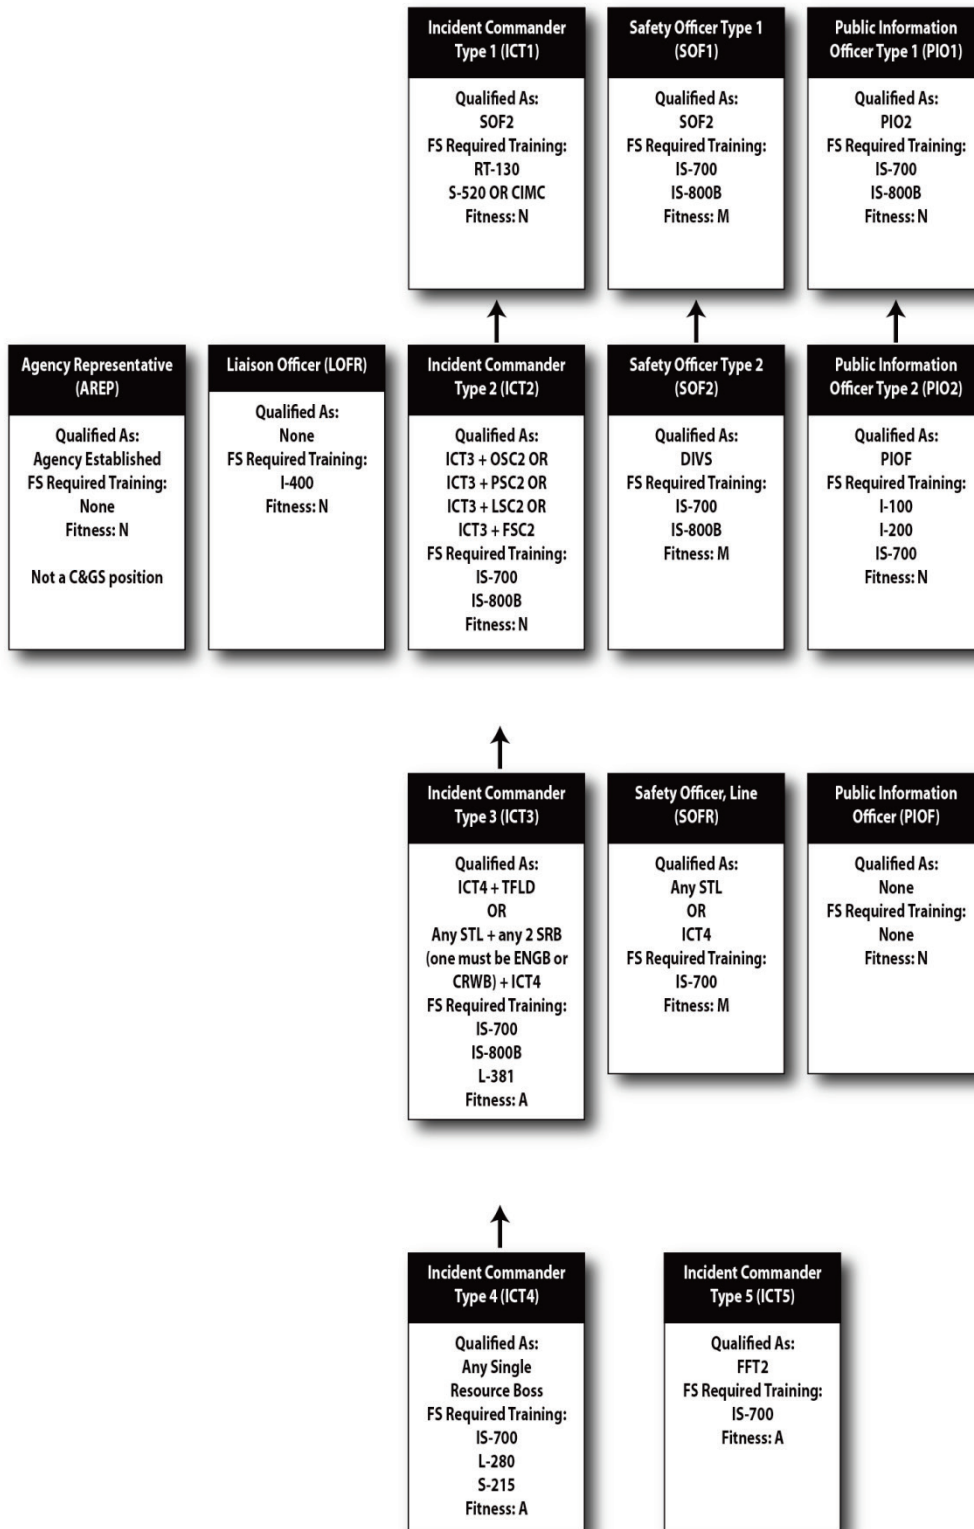 Incident Commander
Type 1 (ICT1)
Qualified As:
SOF2
FS Required Training:
RT-130
S-520 OR CIMC
Fitness: N
Safety Officer Type 1
(SOF1)
Qualified As:
SOF2
FS Required Training:
IS-700
IS-800B
Fitness: M
Public Information
Officer Type 1 (PIO1)
Qualified As:
PIO2
FS Required Training:
IS-700
IS-800B
Fitness: N
Agency Representative
(AREP)
Qualified As:
Agency Established
FS Required Training:
None
Fitness: N
Not a C&GS position
Liaison Officer (LOFR)
Qualified As:
None
FS Required Training:
I-400
Fitness: N
Incident Commander
Type 2 (ICT2)
Qualified As:
ICT3 + OSC2 OR
ICT3 + PSC2 OR
ICT3 + LSC2 OR
ICT3 + FSC2
FS Required Training:
IS-700
IS-800B
Fitness: N
Safety Officer Type 2
(SOF2)
Qualified As:
DIVS
FS Required Training:
IS-700
IS-800B
Fitness: M
Public Information
Officer Type 2 (PIO2)
Qualified As:
PIOF
FS Required Training:
I-100
I-200
IS-700
Fitness: N
Incident Commander
Type 3 (ICT3)
Qualified As:
ICT4 + TFLD
OR
Any STL + any 2 SRB
(one must be ENGB or
CRWB) + ICT4
FS Required Training:
IS-700
IS-800B
L-381
Fitness: A
Safety Officer, Line
(SOFR)
Qualified As:
Any STL
OR
ICT4
FS Required Training:
IS-700
Fitness: M
Public Information
Officer (PIOF)
Qualified As:
None
FS Required Training:
None
Fitness: N
Incident Commander
Type 4 (ICT4)
Qualified As:
Any Single
Resource Boss
FS Required Training:
IS-700
L-280
S-215
Fitness: A
Incident Commander
Type 5 (ICT5)
Qualified As:
FFT2
FS Required Training:
IS-700
Fitness: A